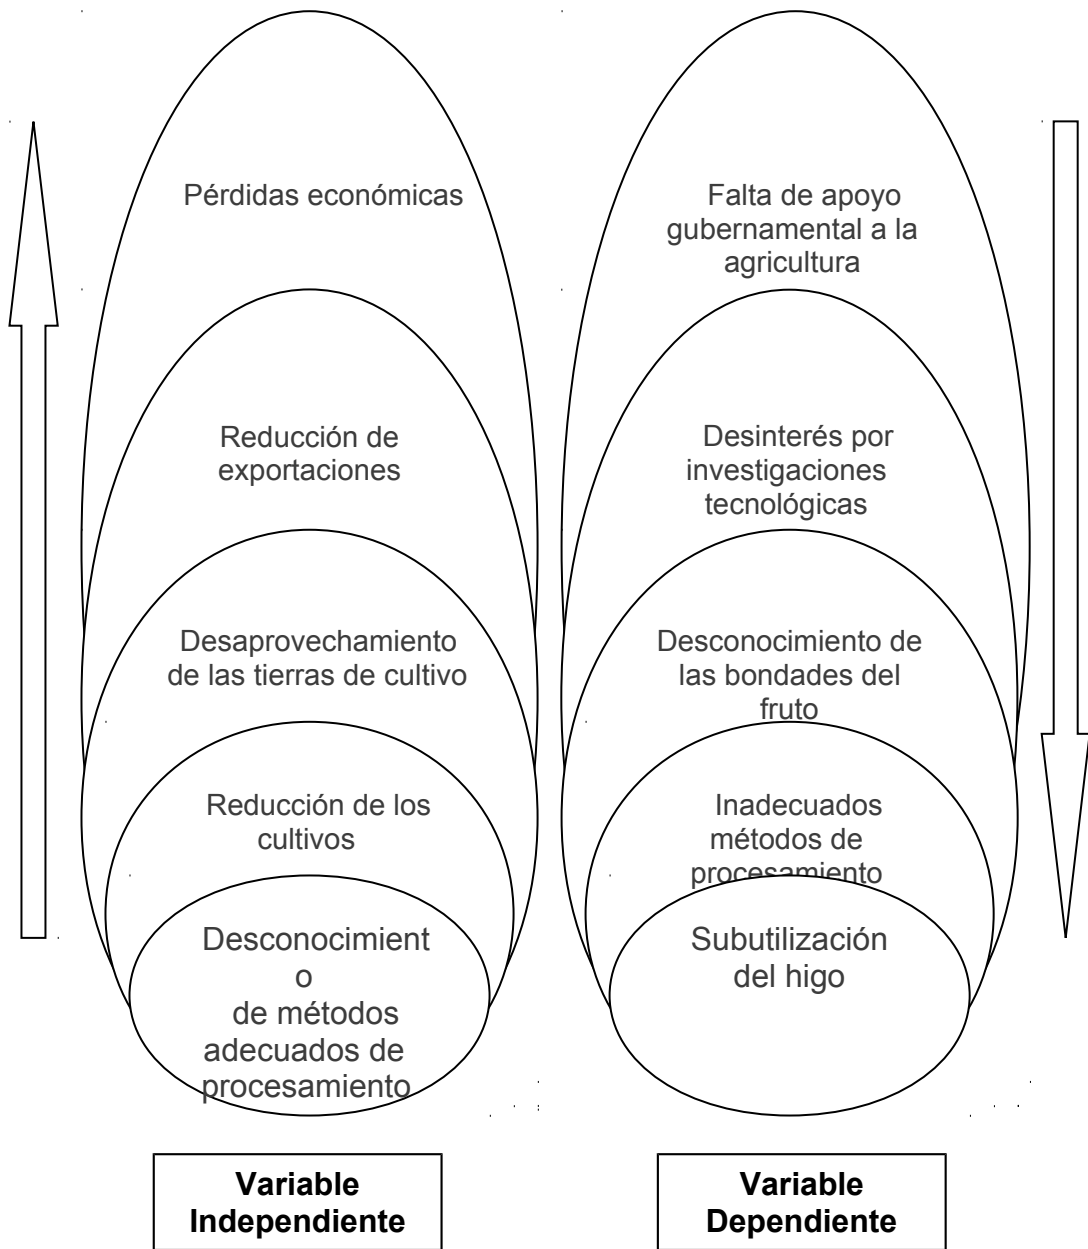 Pérdidas económicas
Reducción de
exportaciones
Desaprovechamiento
de las tierras de cultivo
Reducción de los
cultivos
Desconocimient
o
de métodos
adecuados de
procesamiento
Variable
Independiente
Falta de apoyo
gubernamental a la
agricultura
Desinterés por
investigaciones
tecnológicas
Desconocimiento de
las bondades del
fruto
Inadecuados
métodos de
procesamiento
Subutilización
del higo
Variable
Dependiente